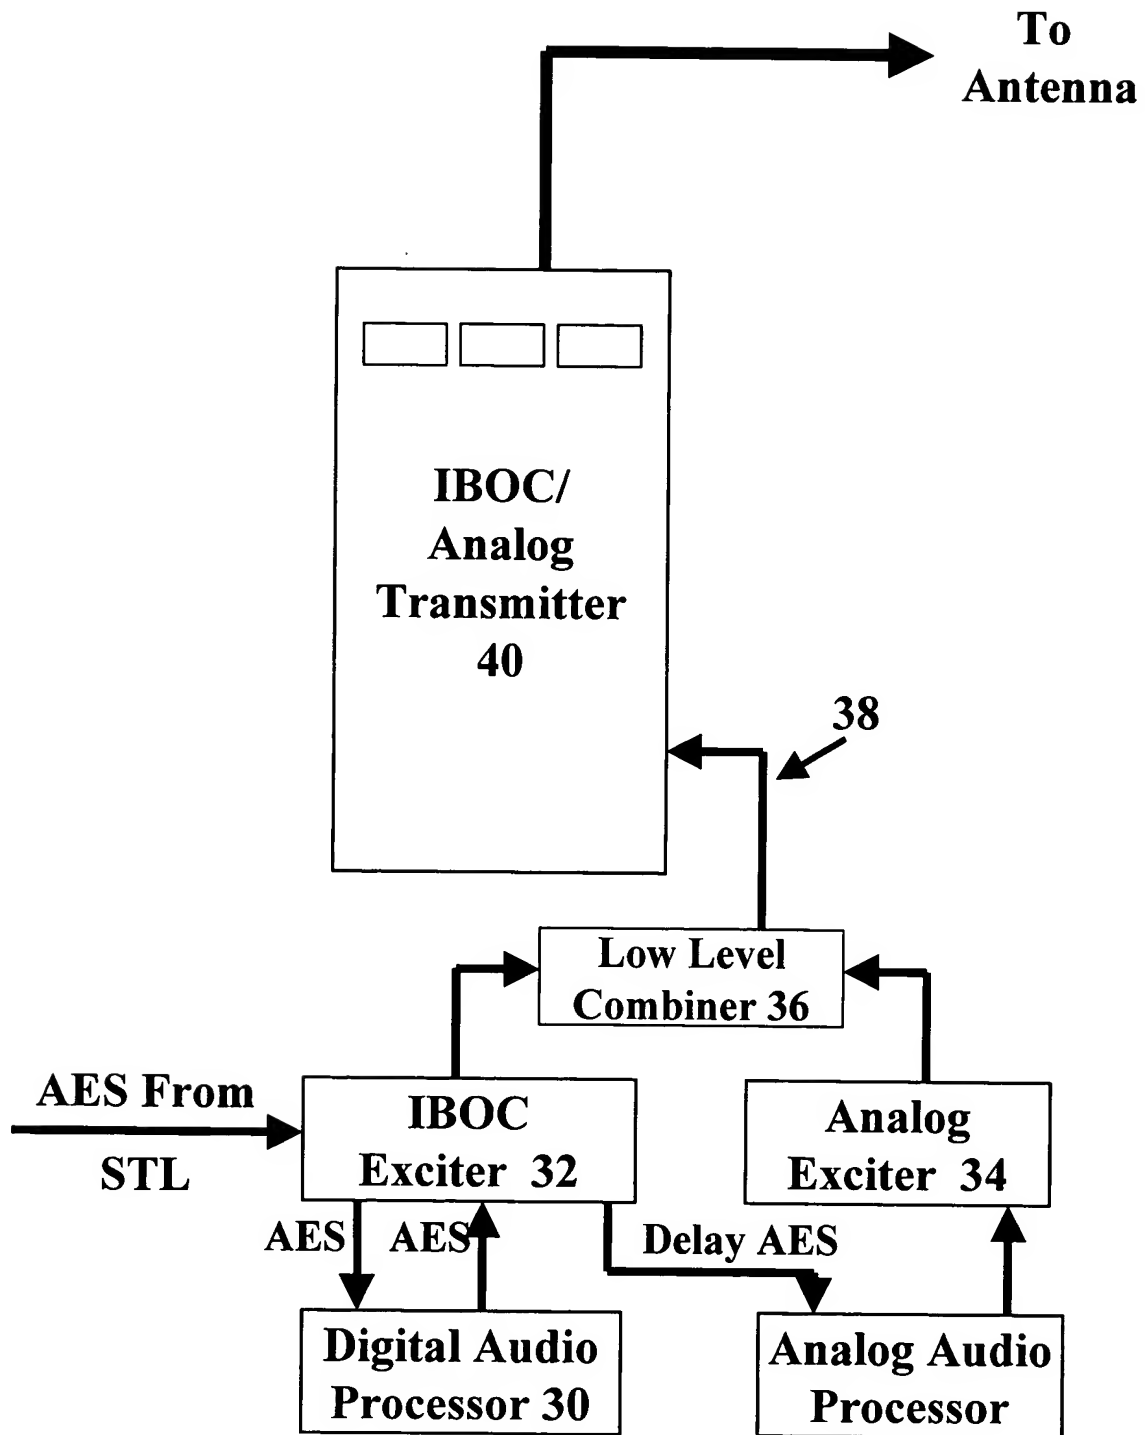 To
Antenna
IBOC/
Analog
Transmitter
40
38
Low Level
Combiner 36
AES From
STL
IBOC
Exciter 32
Analog
Exciter 34
AES
AES
Delay AES
Digital Audio
Processor 30
Analog Audio
Processor